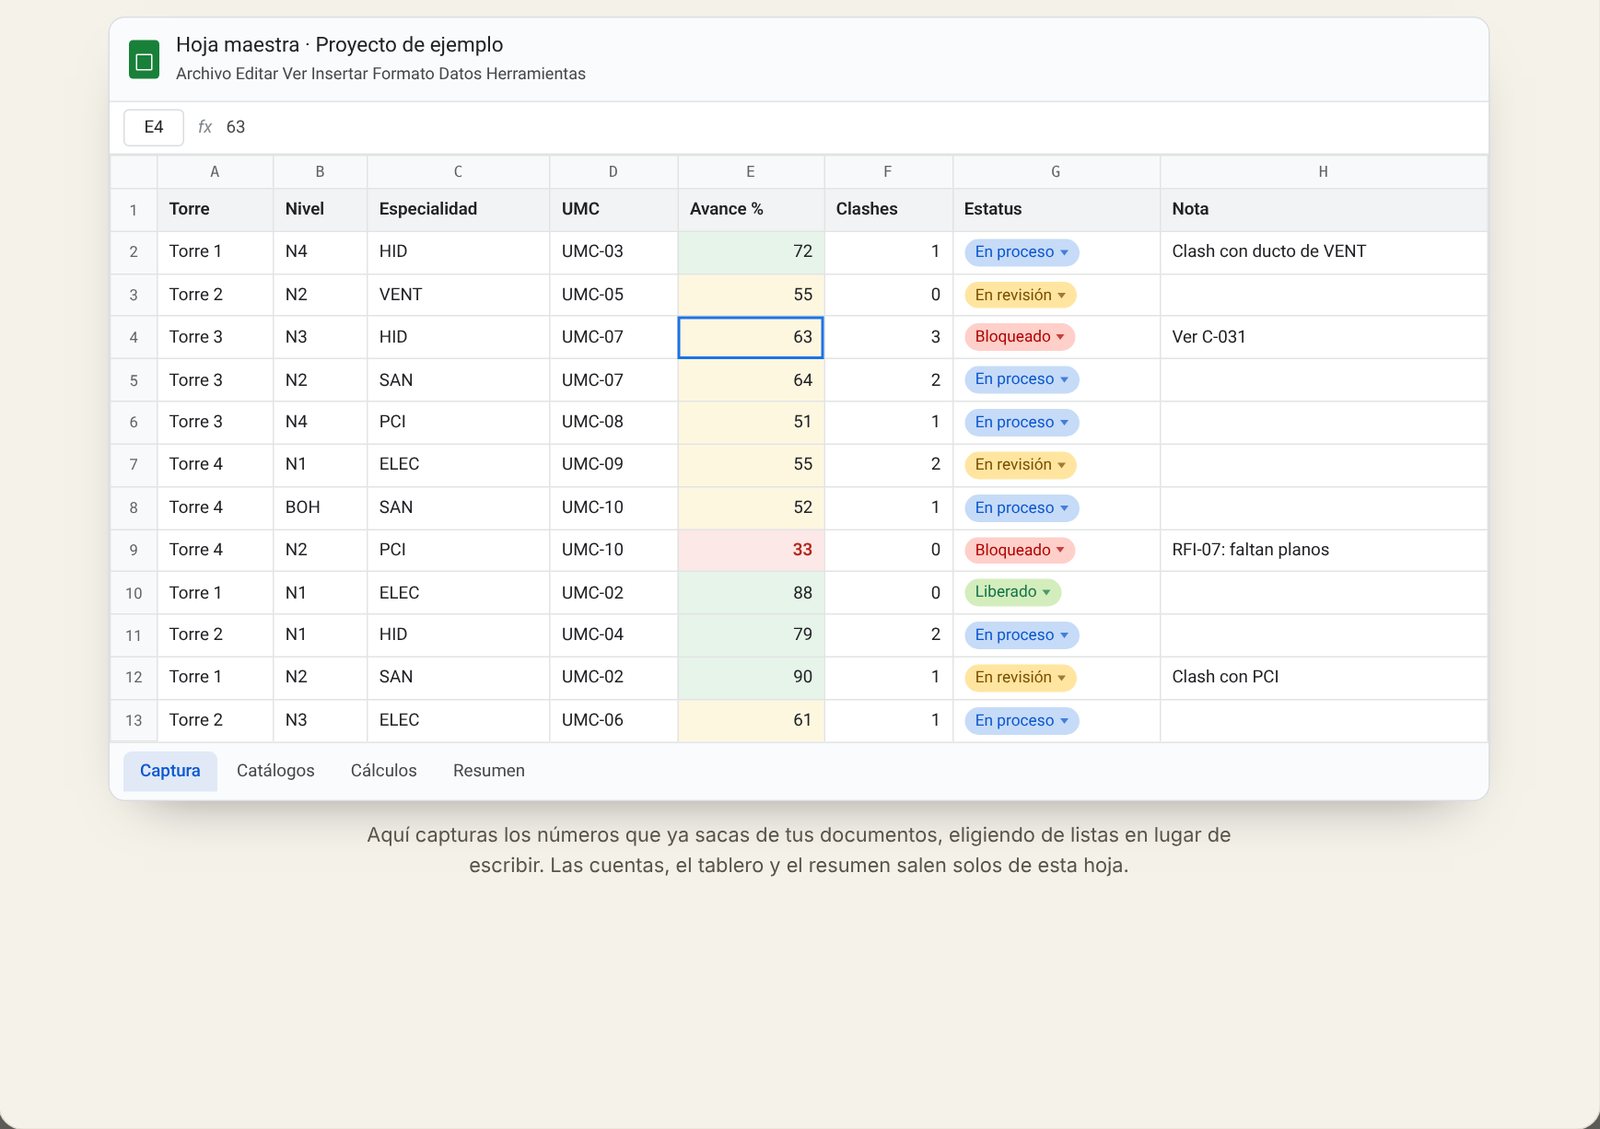 Hoja maestra · Proyecto de ejemplo
Archivo Editar Ver Insertar Formato Datos Herramientas
E4 fx 63
A B C D E F G H
1 Torre Nivel Especialidad UMC Avance % Clashes Estatus Nota
2 Torre 1 N4 HID UMC-03 72 1 En proceso Clash con ducto de VENT
3 Torre 2 N2 VENT UMC-05 55 0 En revisión
4 Torre 3 N3 HID UMC-07 63 3 Bloqueado Ver C-031
5 Torre 3 N2 SAN UMC-07 64 2 En proceso
6 Torre 3 N4 PCI UMC-08 51 1 En proceso
7 Torre 4 N1 ELEC UMC-09 55 2 En revisión
8 Torre 4 BOH SAN UMC-10 52 1 En proceso
9 Torre 4 N2 PCI UMC-10 33 0 Bloqueado RFI-07: faltan planos
10 Torre 1 N1 ELEC UMC-02 88 0 Liberado
11 Torre 2 N1 HID UMC-04 79 2 En proceso
12 Torre 1 N2 SAN UMC-02 90 1 En revisión Clash con PCI
13 Torre 2 N3 ELEC UMC-06 61 1 En proceso
Captura Catálogos Cálculos Resumen
Aquí capturas los números que ya sacas de tus documentos, eligiendo de listas en lugar de
escribir. Las cuentas, el tablero y el resumen salen solos de esta hoja.